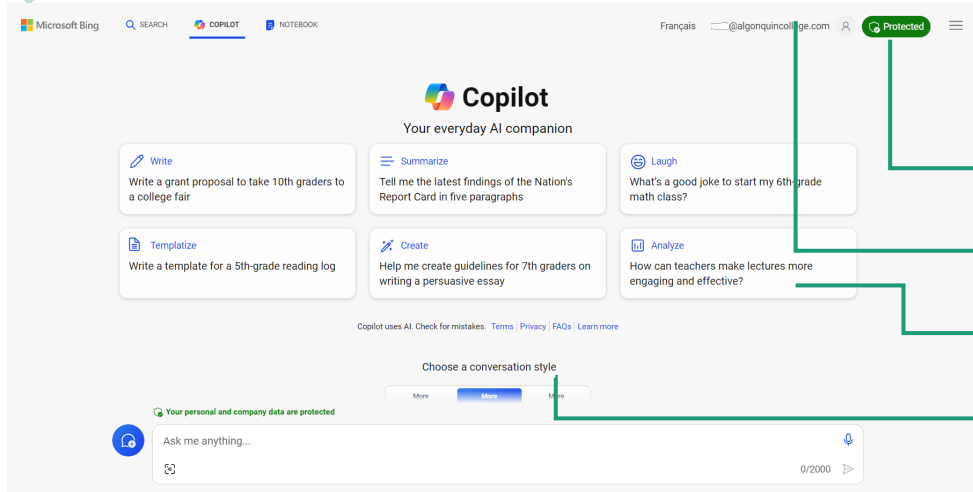 Microsoft Bing SEARCH COPILOT NOTEBOOK Français @algonquincollege.com Protected
Copilot
Your everyday AI companion
Write
Write a grant proposal to take 10th graders to
a college fair
Summarize
Tell me the latest findings of the Nation's
Report Card in five paragraphs
Laugh
What's a good joke to start my 6th-grade
math class?
Templatize
Write a template for a 5th-grade reading log
Create
Help me create guidelines for 7th graders on
writing a persuasive essay
Analyze
How can teachers make lectures more
engaging and effective?
Copilot uses AI. Check for mistakes. Terms | Privacy | FAQs | Learn more
Choose a conversation style
More More More
Your personal and company data are protected
Ask me anything...
0/2000